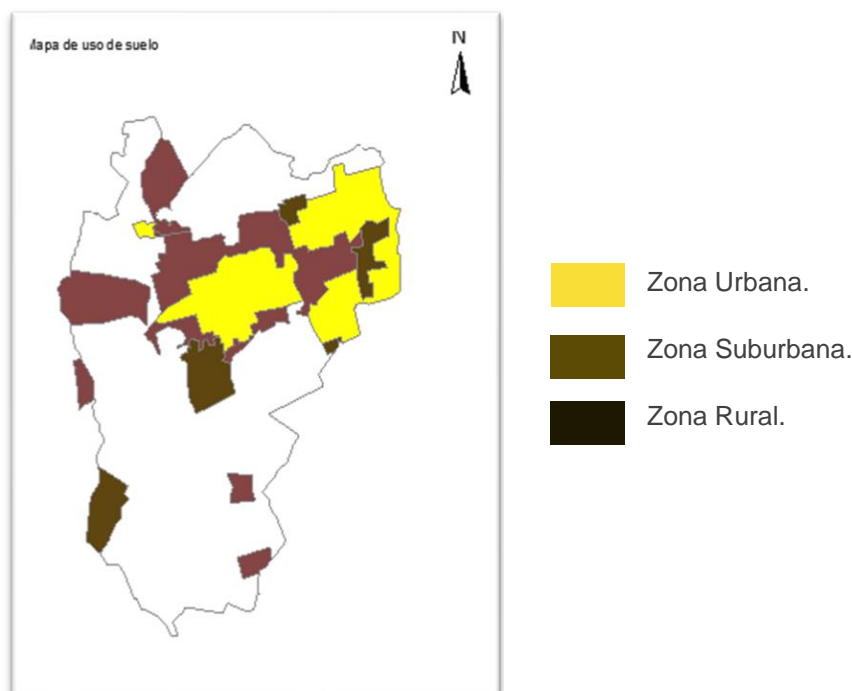 Mapa de uso de suelo
N
Zona Urbana.
Zona Suburbana.
Zona Rural.